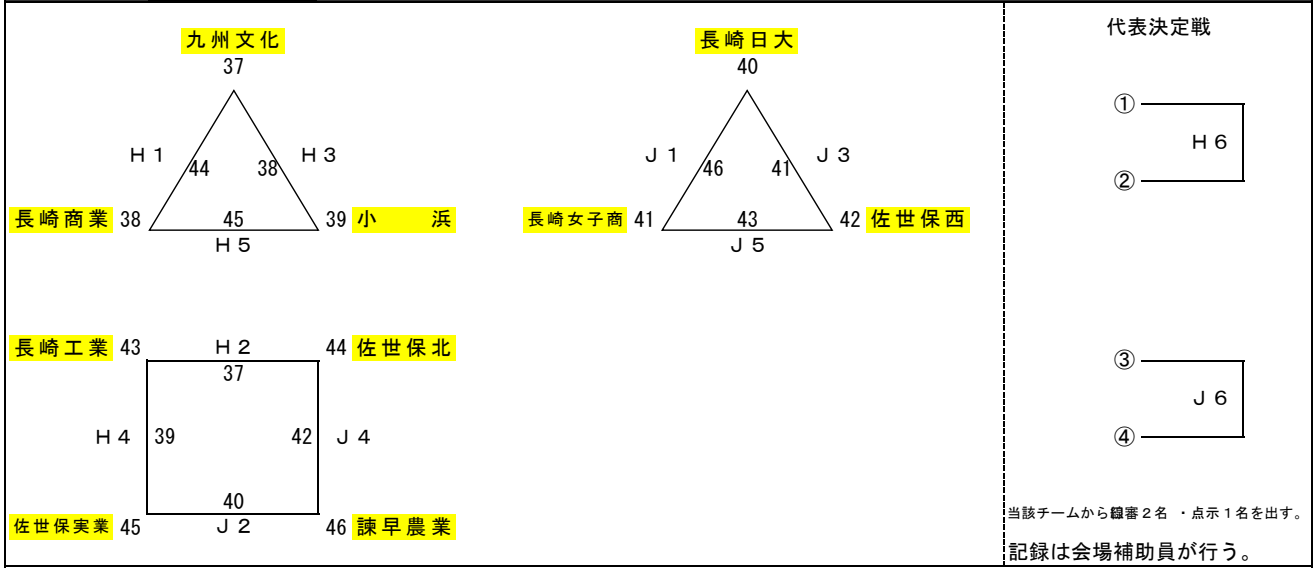 九州文化
37
H1
44
38
H3
長崎商業 38
45
39 小 浜
H5
長崎日大
40
J1
46
41
J3
長崎女子商 41
43
42 佐世保西
J5
代表決定戦
①
H6
②
長崎工業 43
H2
44 佐世保北
37
H4
39
42
J4
40
佐世保実業 45
J2
46 諫早農業
③
J6
④
当該チームから線審2名 ・点示1名を出す。
記録は会場補助員が行う。